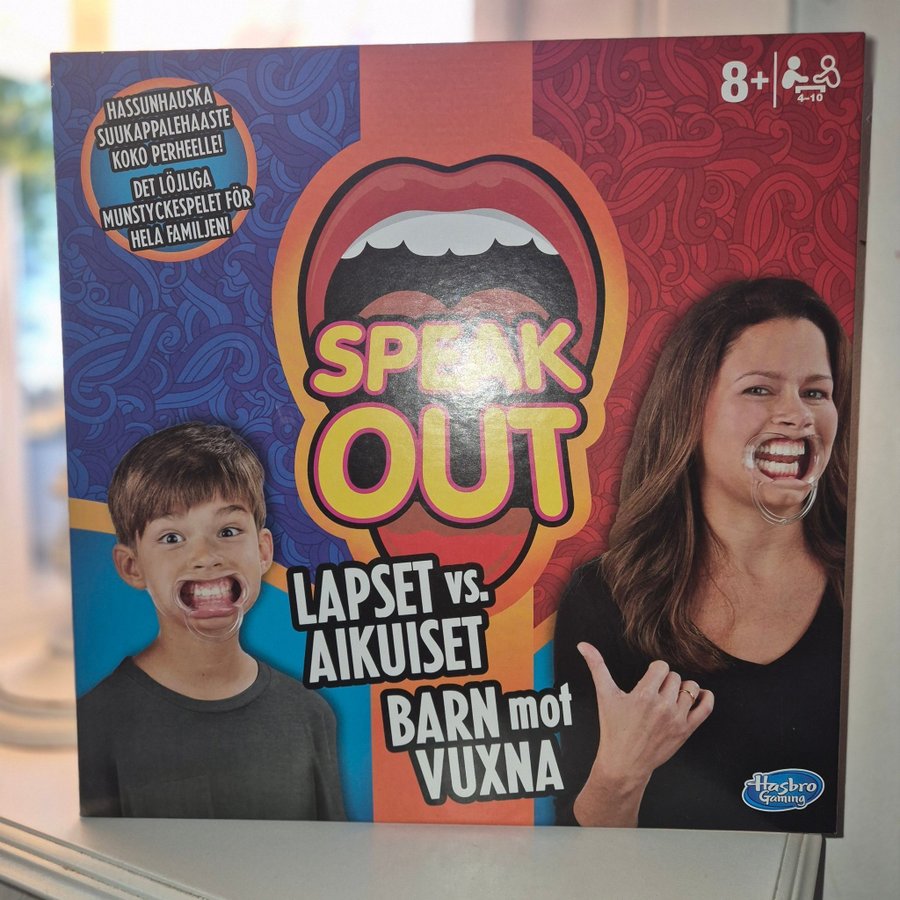 HASSUNHAUSKA
SUUKAPPALEHAASTE
KOKO PERHEELLE!
DET LÖJLIGA
MUNSTYCKESPELET FÖR
HELA FAMILJEN!
8+
4-10
SPEAK
OUT
LAPSET vs.
AIKUISET
BARN mot
VUXNA
Hasbro
Gaming